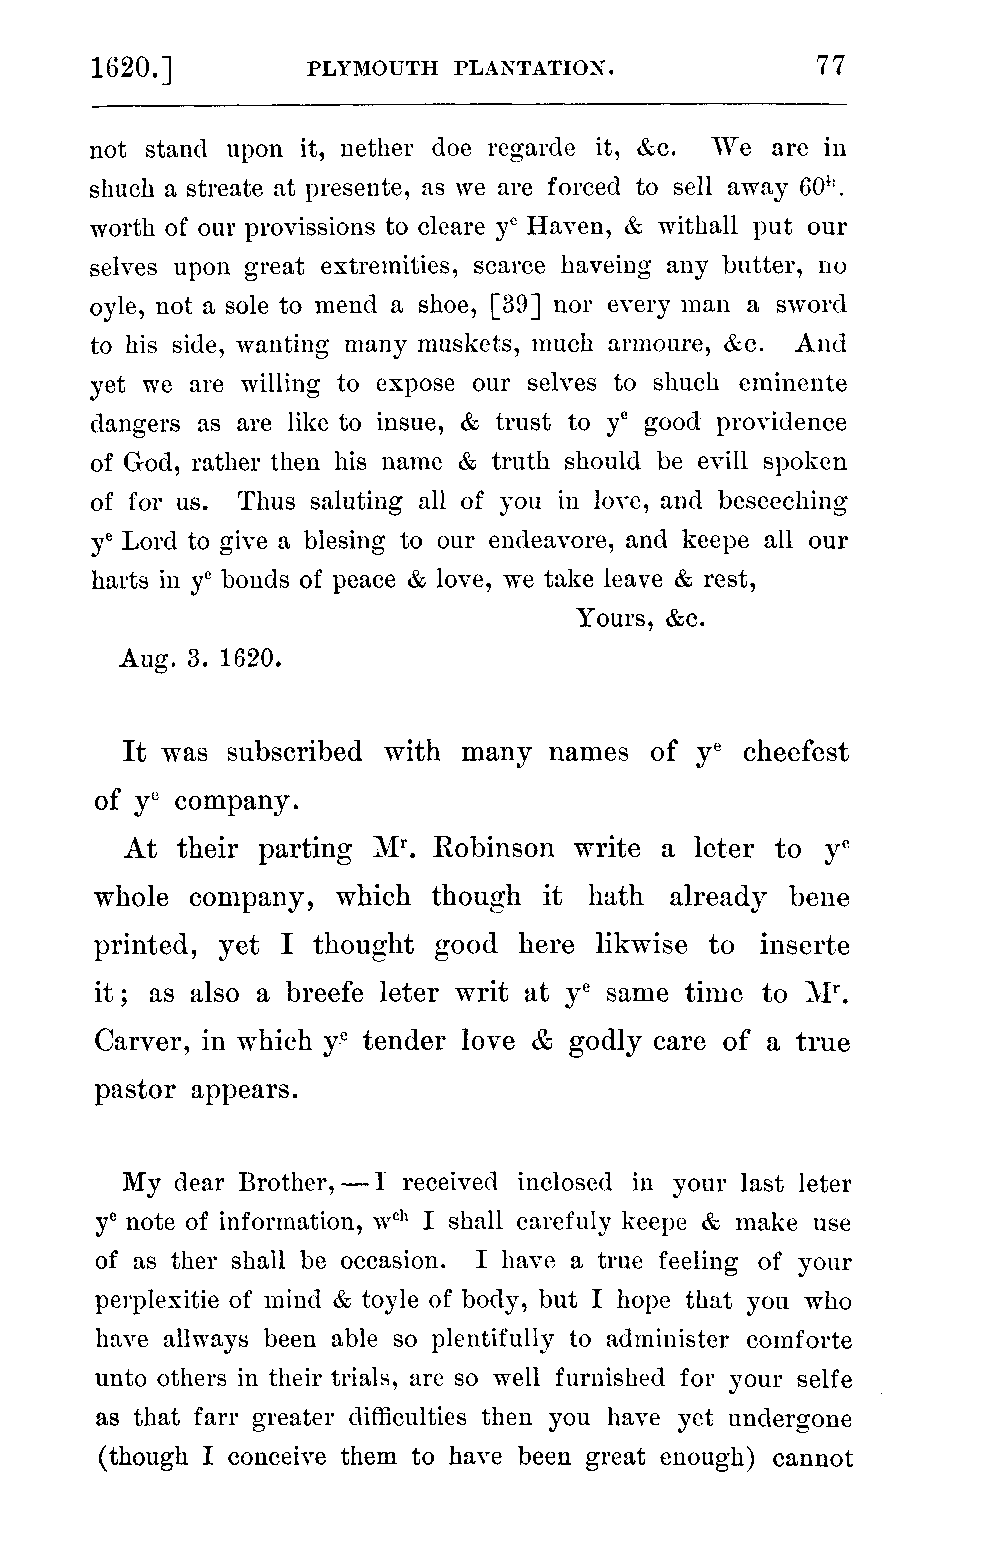 1620.] PLYMOUTH PLANTATION. 77
not stand upon it, nether doe regarde it, &c. We are in
shuch a streate at presente, as we are forced to sell away 60ˡⁱ.
worth of our provissions to cleare yᵉ Haven, & withall put our
selves upon great extremities, scarce haveing any butter, no
oyle, not a sole to mend a shoe, [39] nor every man a sword
to his side, wanting many muskets, much armoure, &c. And
yet we are willing to expose our selves to shuch eminente
dangers as are like to insue, & trust to yᵉ good providence
of God, rather then his name & truth should be evill spoken
of for us. Thus saluting all of you in love, and beseeching
yᵉ Lord to give a blesing to our endeavore, and keepe all our
harts in yᵉ bonds of peace & love, we take leave & rest,
Yours, &c.
Aug. 3. 1620.
It was subscribed with many names of yᵉ cheefest
of yᵉ company.
At their parting Mʳ. Robinson write a leter to yᵉ
whole company, which though it hath already bene
printed, yet I thought good here likwise to inserte
it; as also a breefe leter writ at yᵉ same time to Mʳ.
Carver, in which yᵉ tender love & godly care of a true
pastor appears.
My dear Brother,—I received inclosed in your last leter
yᵉ note of information, wᶜʰ I shall carefuly keepe & make use
of as ther shall be occasion. I have a true feeling of your
perplexitie of mind & toyle of body, but I hope that you who
have allways been able so plentifully to administer comforte
unto others in their trials, are so well furnished for your selfe
as that farr greater difficulties then you have yet undergone
(though I conceive them to have been great enough) cannot